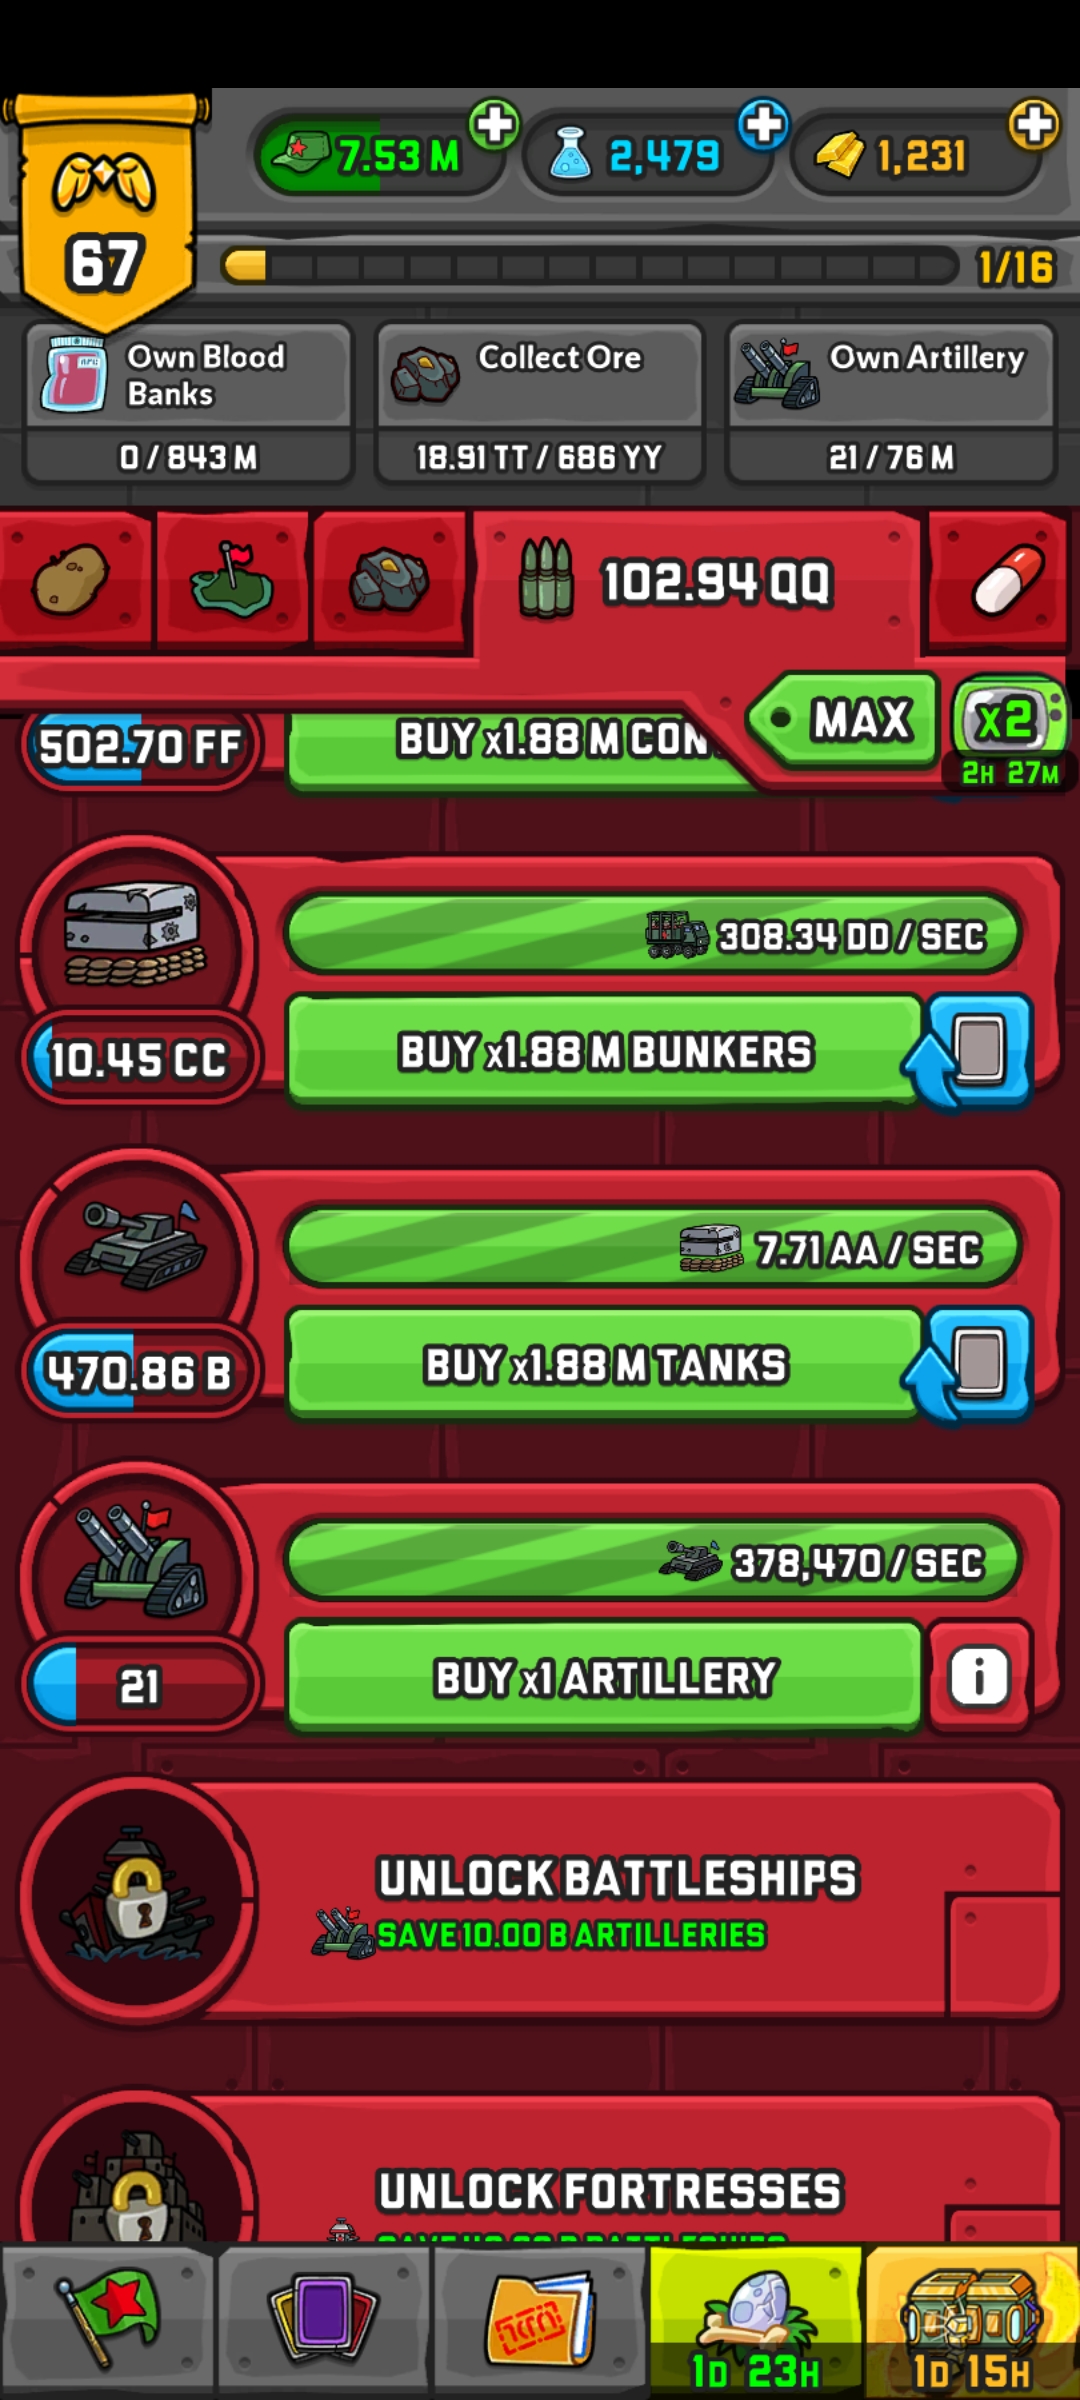 7.53 M
2,479
1,231
67
1/16
Own Blood
Banks
0 / 843 M
Collect Ore
18.91 TT / 686 YY
Own Artillery
21 / 76 M
102.94 QQ
MAX
x2
2H 27M
502.70 FF
BUY x1.88 M CON
308.34 DD / SEC
10.45 CC
BUY x1.88 M BUNKERS
7.71 AA / SEC
470.86 B
BUY x1.88 M TANKS
378,470 / SEC
21
BUY x1 ARTILLERY
i
UNLOCK BATTLESHIPS
SAVE 10.00 B ARTILLERIES
UNLOCK FORTRESSES
1D 23H
1D 15H